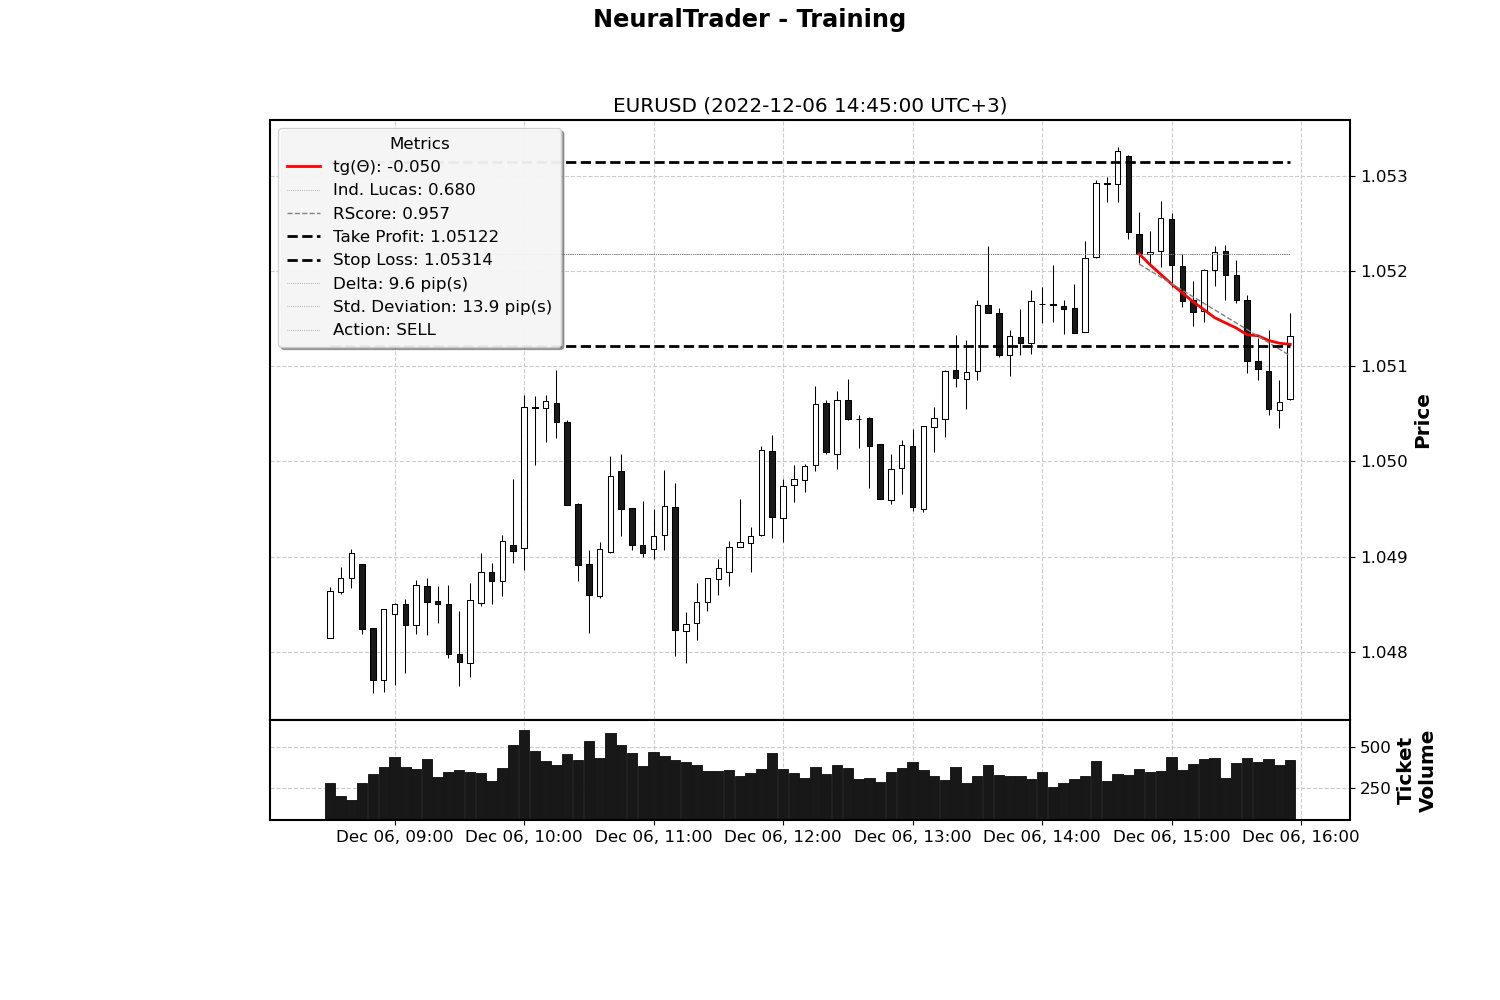 NeuralTrader - Training
EURUSD (2022-12-06 14:45:00 UTC+3)
Metrics
tg(Θ): -0.050
Ind. Lucas: 0.680
RScore: 0.957
Take Profit: 1.05122
Stop Loss: 1.05314
Delta: 9.6 pip(s)
Std. Deviation: 13.9 pip(s)
Action: SELL
1.053
1.052
1.051
1.050
1.049
1.048
Price
500
250
Ticket
Volume
Dec 06, 09:00
Dec 06, 10:00
Dec 06, 11:00
Dec 06, 12:00
Dec 06, 13:00
Dec 06, 14:00
Dec 06, 15:00
Dec 06, 16:00